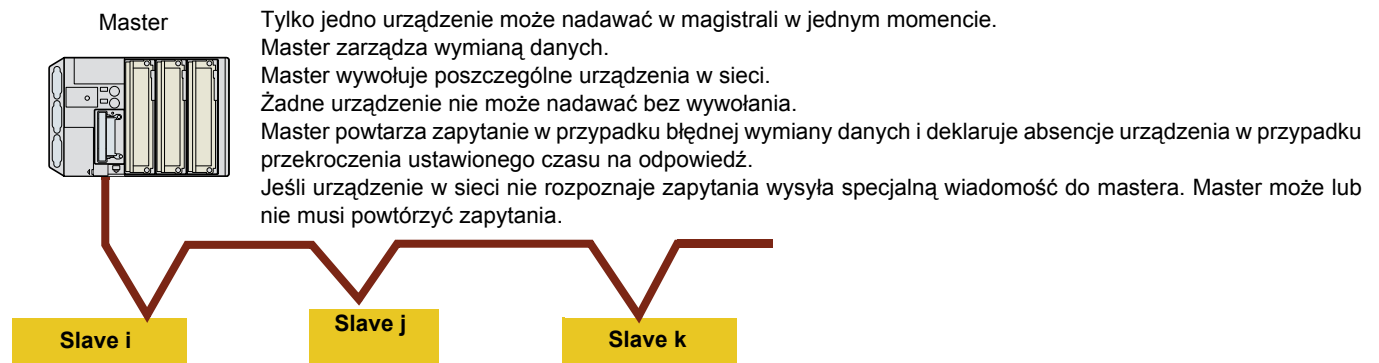 Master
Tylko jedno urządzenie może nadawać w magistrali w jednym momencie.
Master zarządza wymianą danych.
Master wywołuje poszczególne urządzenia w sieci.
Żadne urządzenie nie może nadawać bez wywołania.
Master powtarza zapytanie w przypadku błędnej wymiany danych i deklaruje absencje urządzenia w przypadku
przekroczenia ustawionego czasu na odpowiedź.
Jeśli urządzenie w sieci nie rozpoznaje zapytania wysyła specjalną wiadomość do mastera. Master może lub
nie musi powtórzyć zapytania.
Slave i
Slave j
Slave k